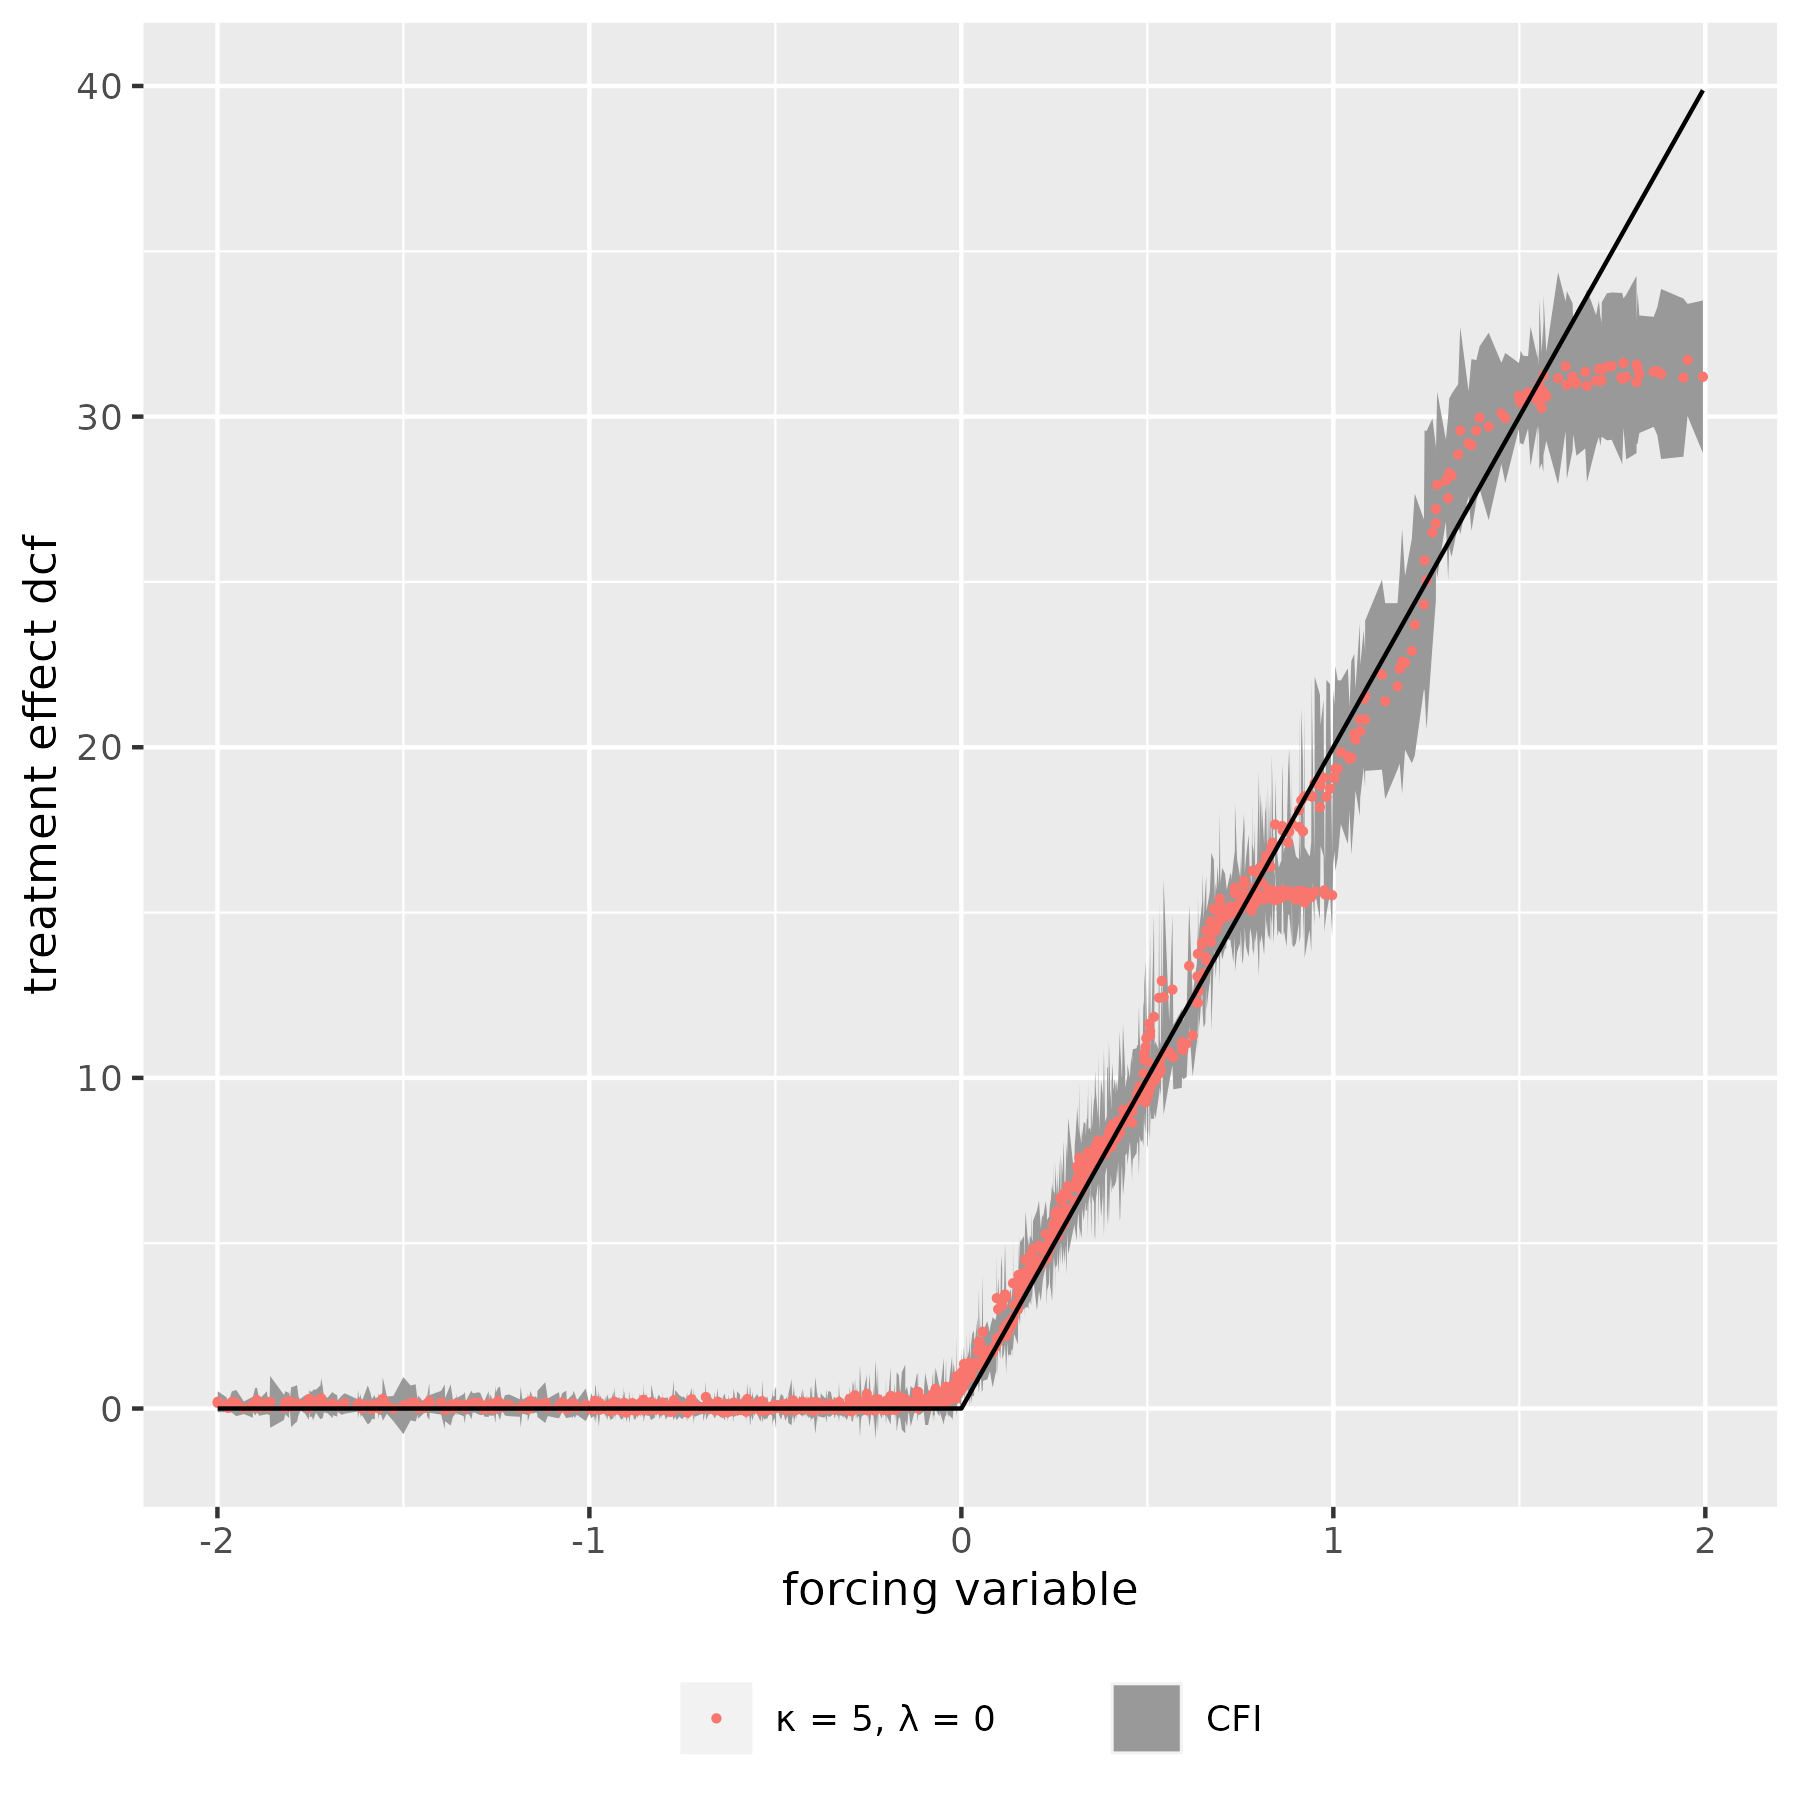 treatment effect dcf
40
30
20
10
0
-2 -1 0 1 2
forcing variable
κ = 5, λ = 0 CFI